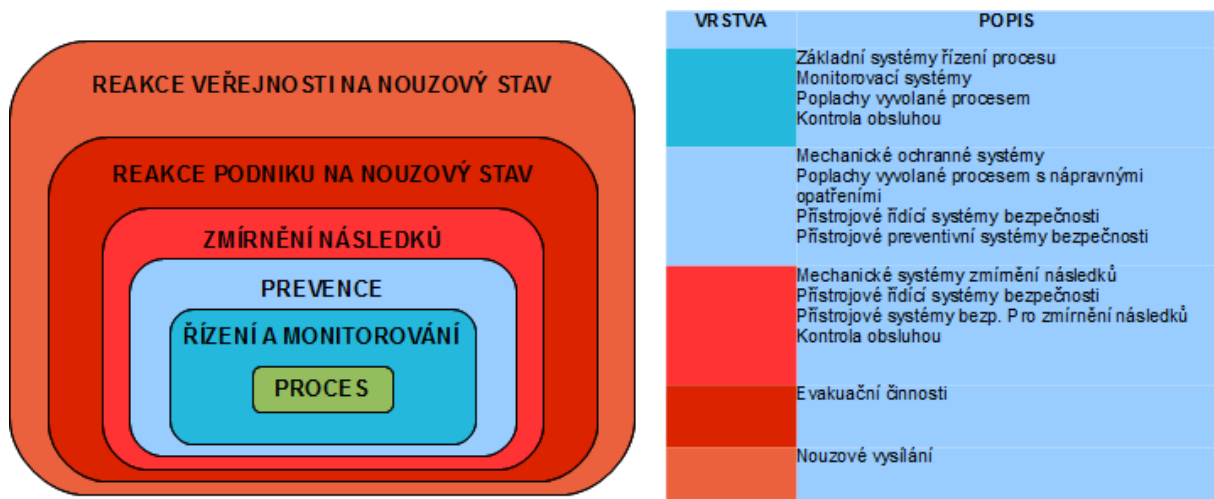 REAKCE VEŘEJNOSTI NA NOUZOVÝ STAV
REAKCE PODNIKU NA NOUZOVÝ STAV
ZMÍRNĚNÍ NÁSLEDKŮ
PREVENCE
ŘÍZENÍ A MONITOROVÁNÍ
PROCES
VRSTVA POPIS
Základní systémy řízení procesu
Monitorovací systémy
Poplachy vyvolané procesem
Kontrola obsluhou
Mechanické ochranné systémy
Poplachy vyvolané procesem s nápravnými
opatřeními
Přístrojové řídící systémy bezpečnosti
Přístrojové preventivní systémy bezpečnosti
Mechanické systémy zmírnění následků
Přístrojové řídící systémy bezpečnosti
Přístrojové systémy bezp. Pro zmírnění následků
Kontrola obsluhou
Evakuační činnosti
Nouzové vysílání